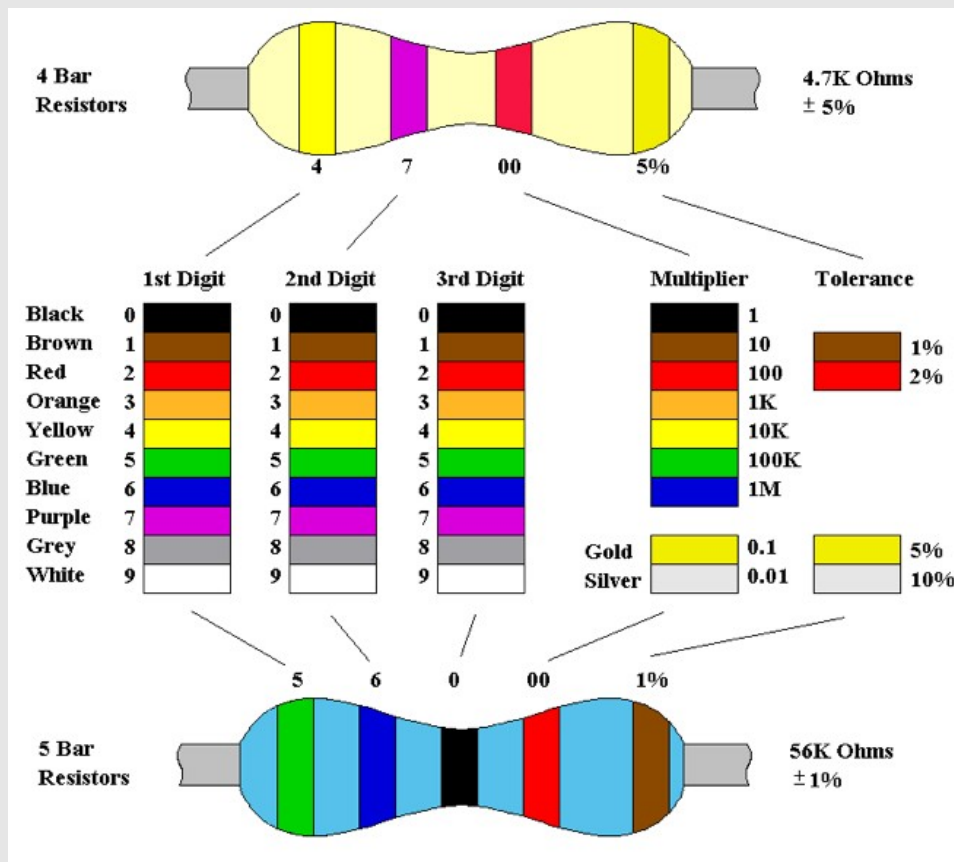 4 Bar
Resistors
4.7K Ohms
± 5%
4 7 00 5%
1st Digit 2nd Digit 3rd Digit Multiplier Tolerance
Black 0 0 0 1
Brown 1 1 1 10 1%
Red 2 2 2 100 2%
Orange 3 3 3 1K
Yellow 4 4 4 10K
Green 5 5 5 100K
Blue 6 6 6 1M
Purple 7 7 7
Grey 8 8 8 Gold 0.1 5%
White 9 9 9 Silver 0.01 10%
5 6 0 00 1%
5 Bar
Resistors
56K Ohms
±1%